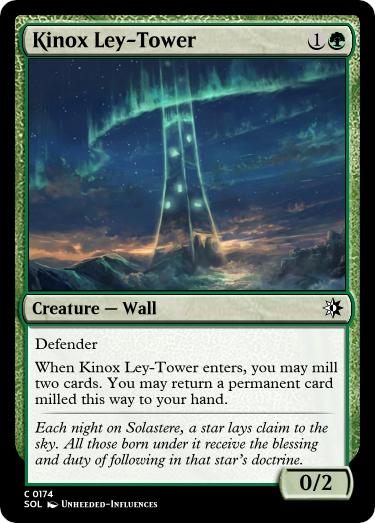 Kinox Ley-Tower 1
Creature — Wall
Defender
When Kinox Ley-Tower enters, you may mill
two cards. You may return a permanent card
milled this way to your hand.
Each night on Solastere, a star lays claim to the
sky. All those born under it receive the blessing
and duty of following in that star's doctrine.
0/2
C 0174
SOL Unheeded-Influences